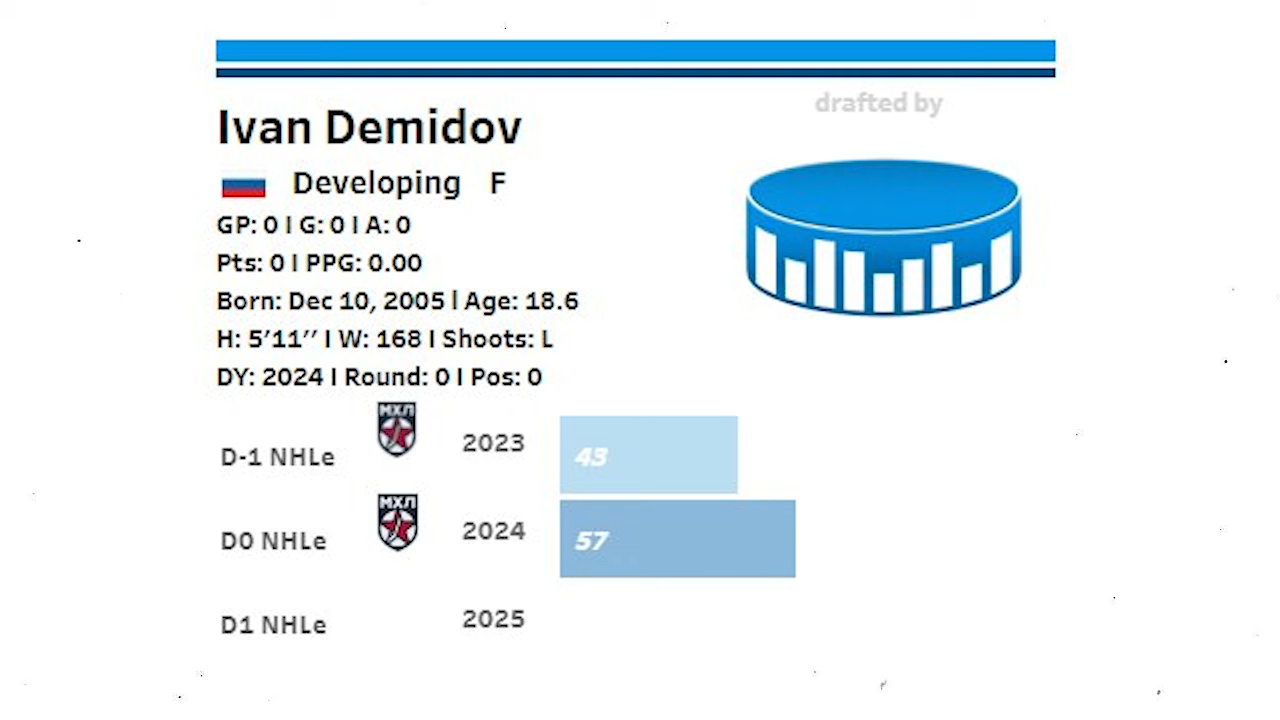 drafted by
Ivan Demidov
Developing F
GP: 0 I G: 0 I A: 0
Pts: 0 I PPG: 0.00
Born: Dec 10, 2005 l Age: 18.6
H: 5’11’’ I W: 168 I Shoots: L
DY: 2024 I Round: 0 I Pos: 0
D-1 NHLe МХЛ 2023 43
D0 NHLe МХЛ 2024 57
D1 NHLe 2025